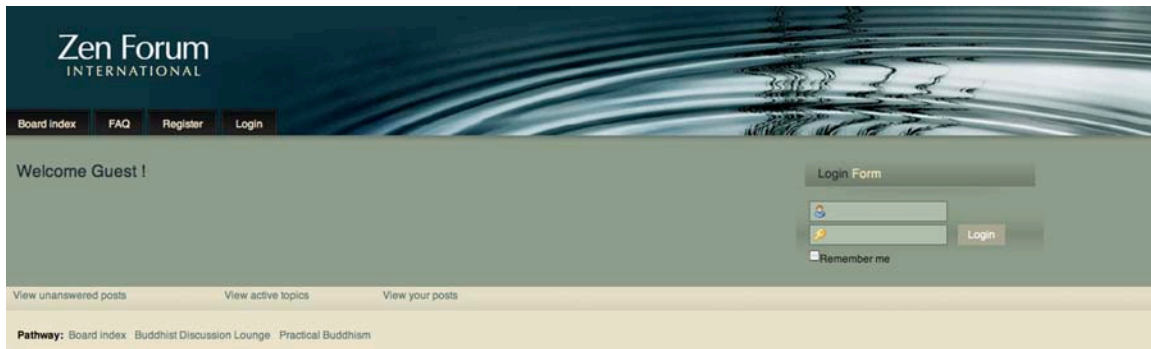 Zen Forum
INTERNATIONAL
Board index FAQ Register Login
Welcome Guest !
Login Form
Login
Remember me
View unanswered posts View active topics View your posts
Pathway: Board index Buddhist Discussion Lounge Practical Buddhism